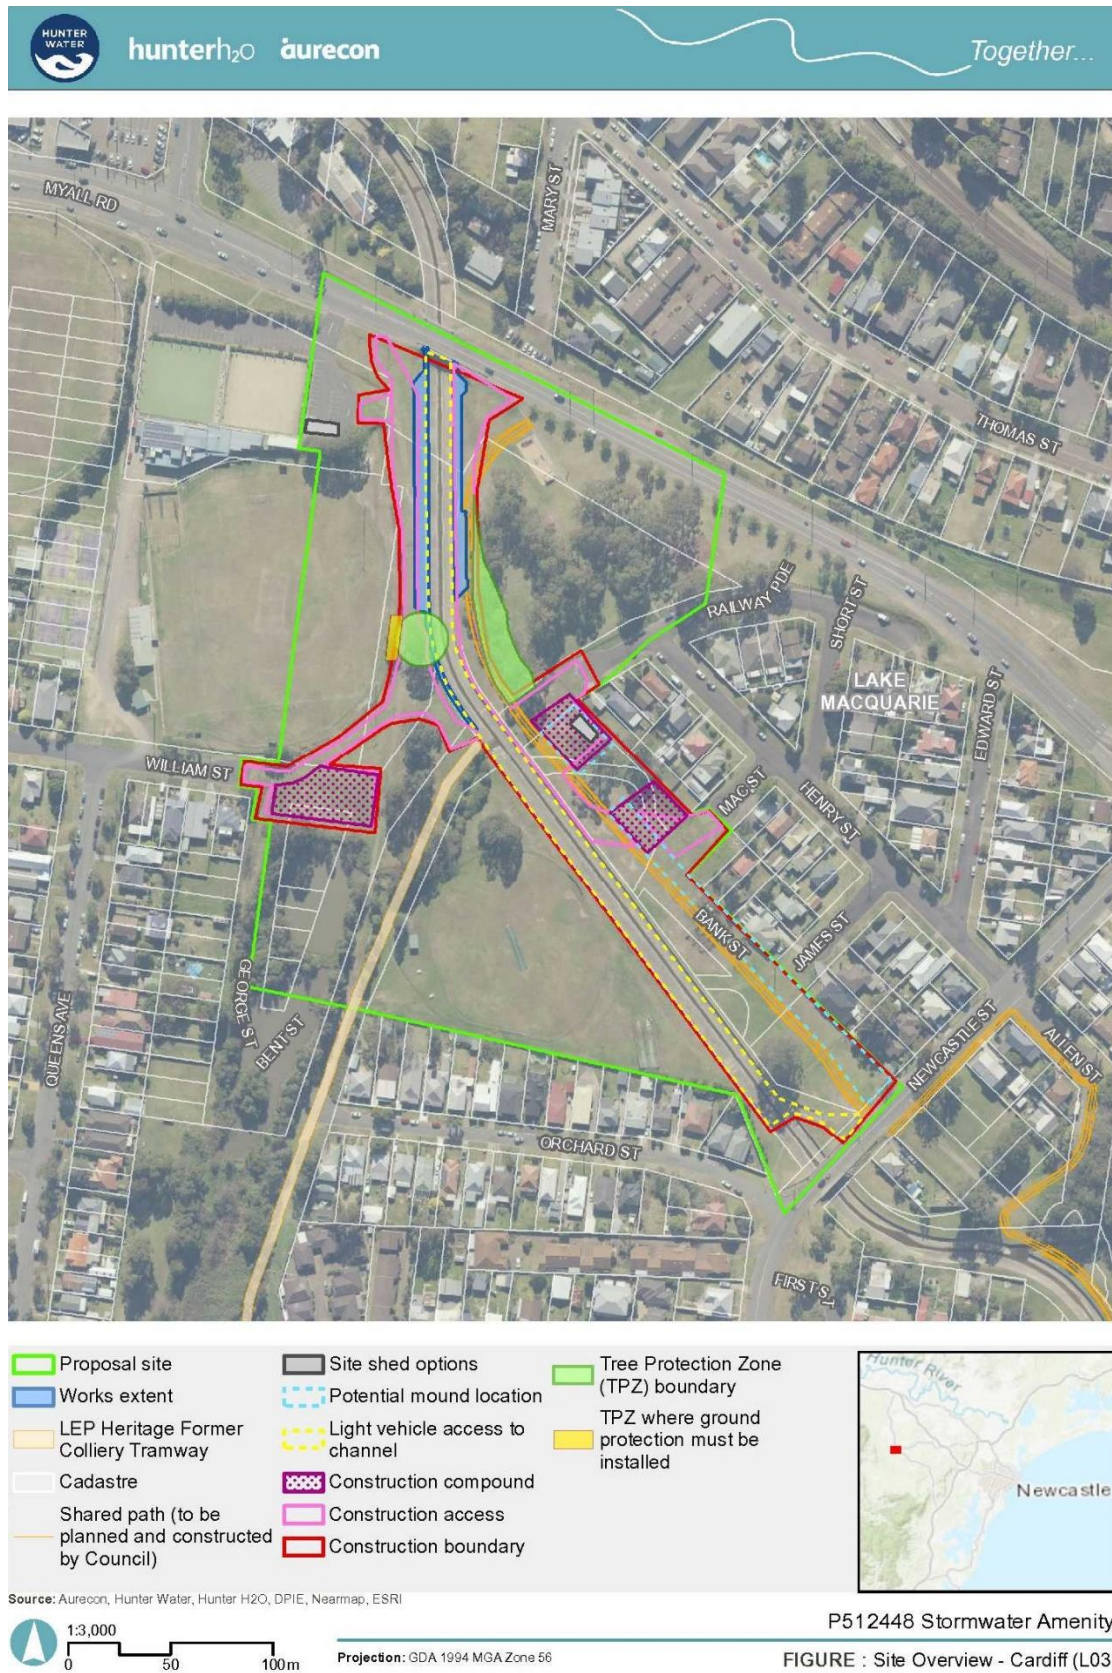 HUNTER
WATER
hunterh₂O
aurecon
Together...
MYALL RD
MARY ST
THOMAS ST
RAILWAY PDE
SHORT ST
LAKE
MACQUARIE
EDWARD ST
WILLIAM ST
MAC ST
HENRY ST
BANK ST
JAMES ST
GEORGE ST
BENT ST
QUEENS AVE
NEWCASTLE ST
ALLEN ST
ORCHARD ST
FIRST ST
Proposal site
Works extent
LEP Heritage Former
Colliery Tramway
Cadastre
Shared path (to be
planned and constructed
by Council)
Site shed options
Potential mound location
Light vehicle access to
channel
Construction compound
Construction access
Construction boundary
Tree Protection Zone
(TPZ) boundary
TPZ where ground
protection must be
installed
Hunter River
Newcastle
Source: Aurecon, Hunter Water, Hunter H2O, DPIE, Nearmap, ESRI
1:3,000
0 50 100m
Projection: GDA 1994 MGA Zone 56
P512448 Stormwater Amenity
FIGURE : Site Overview - Cardiff (L03